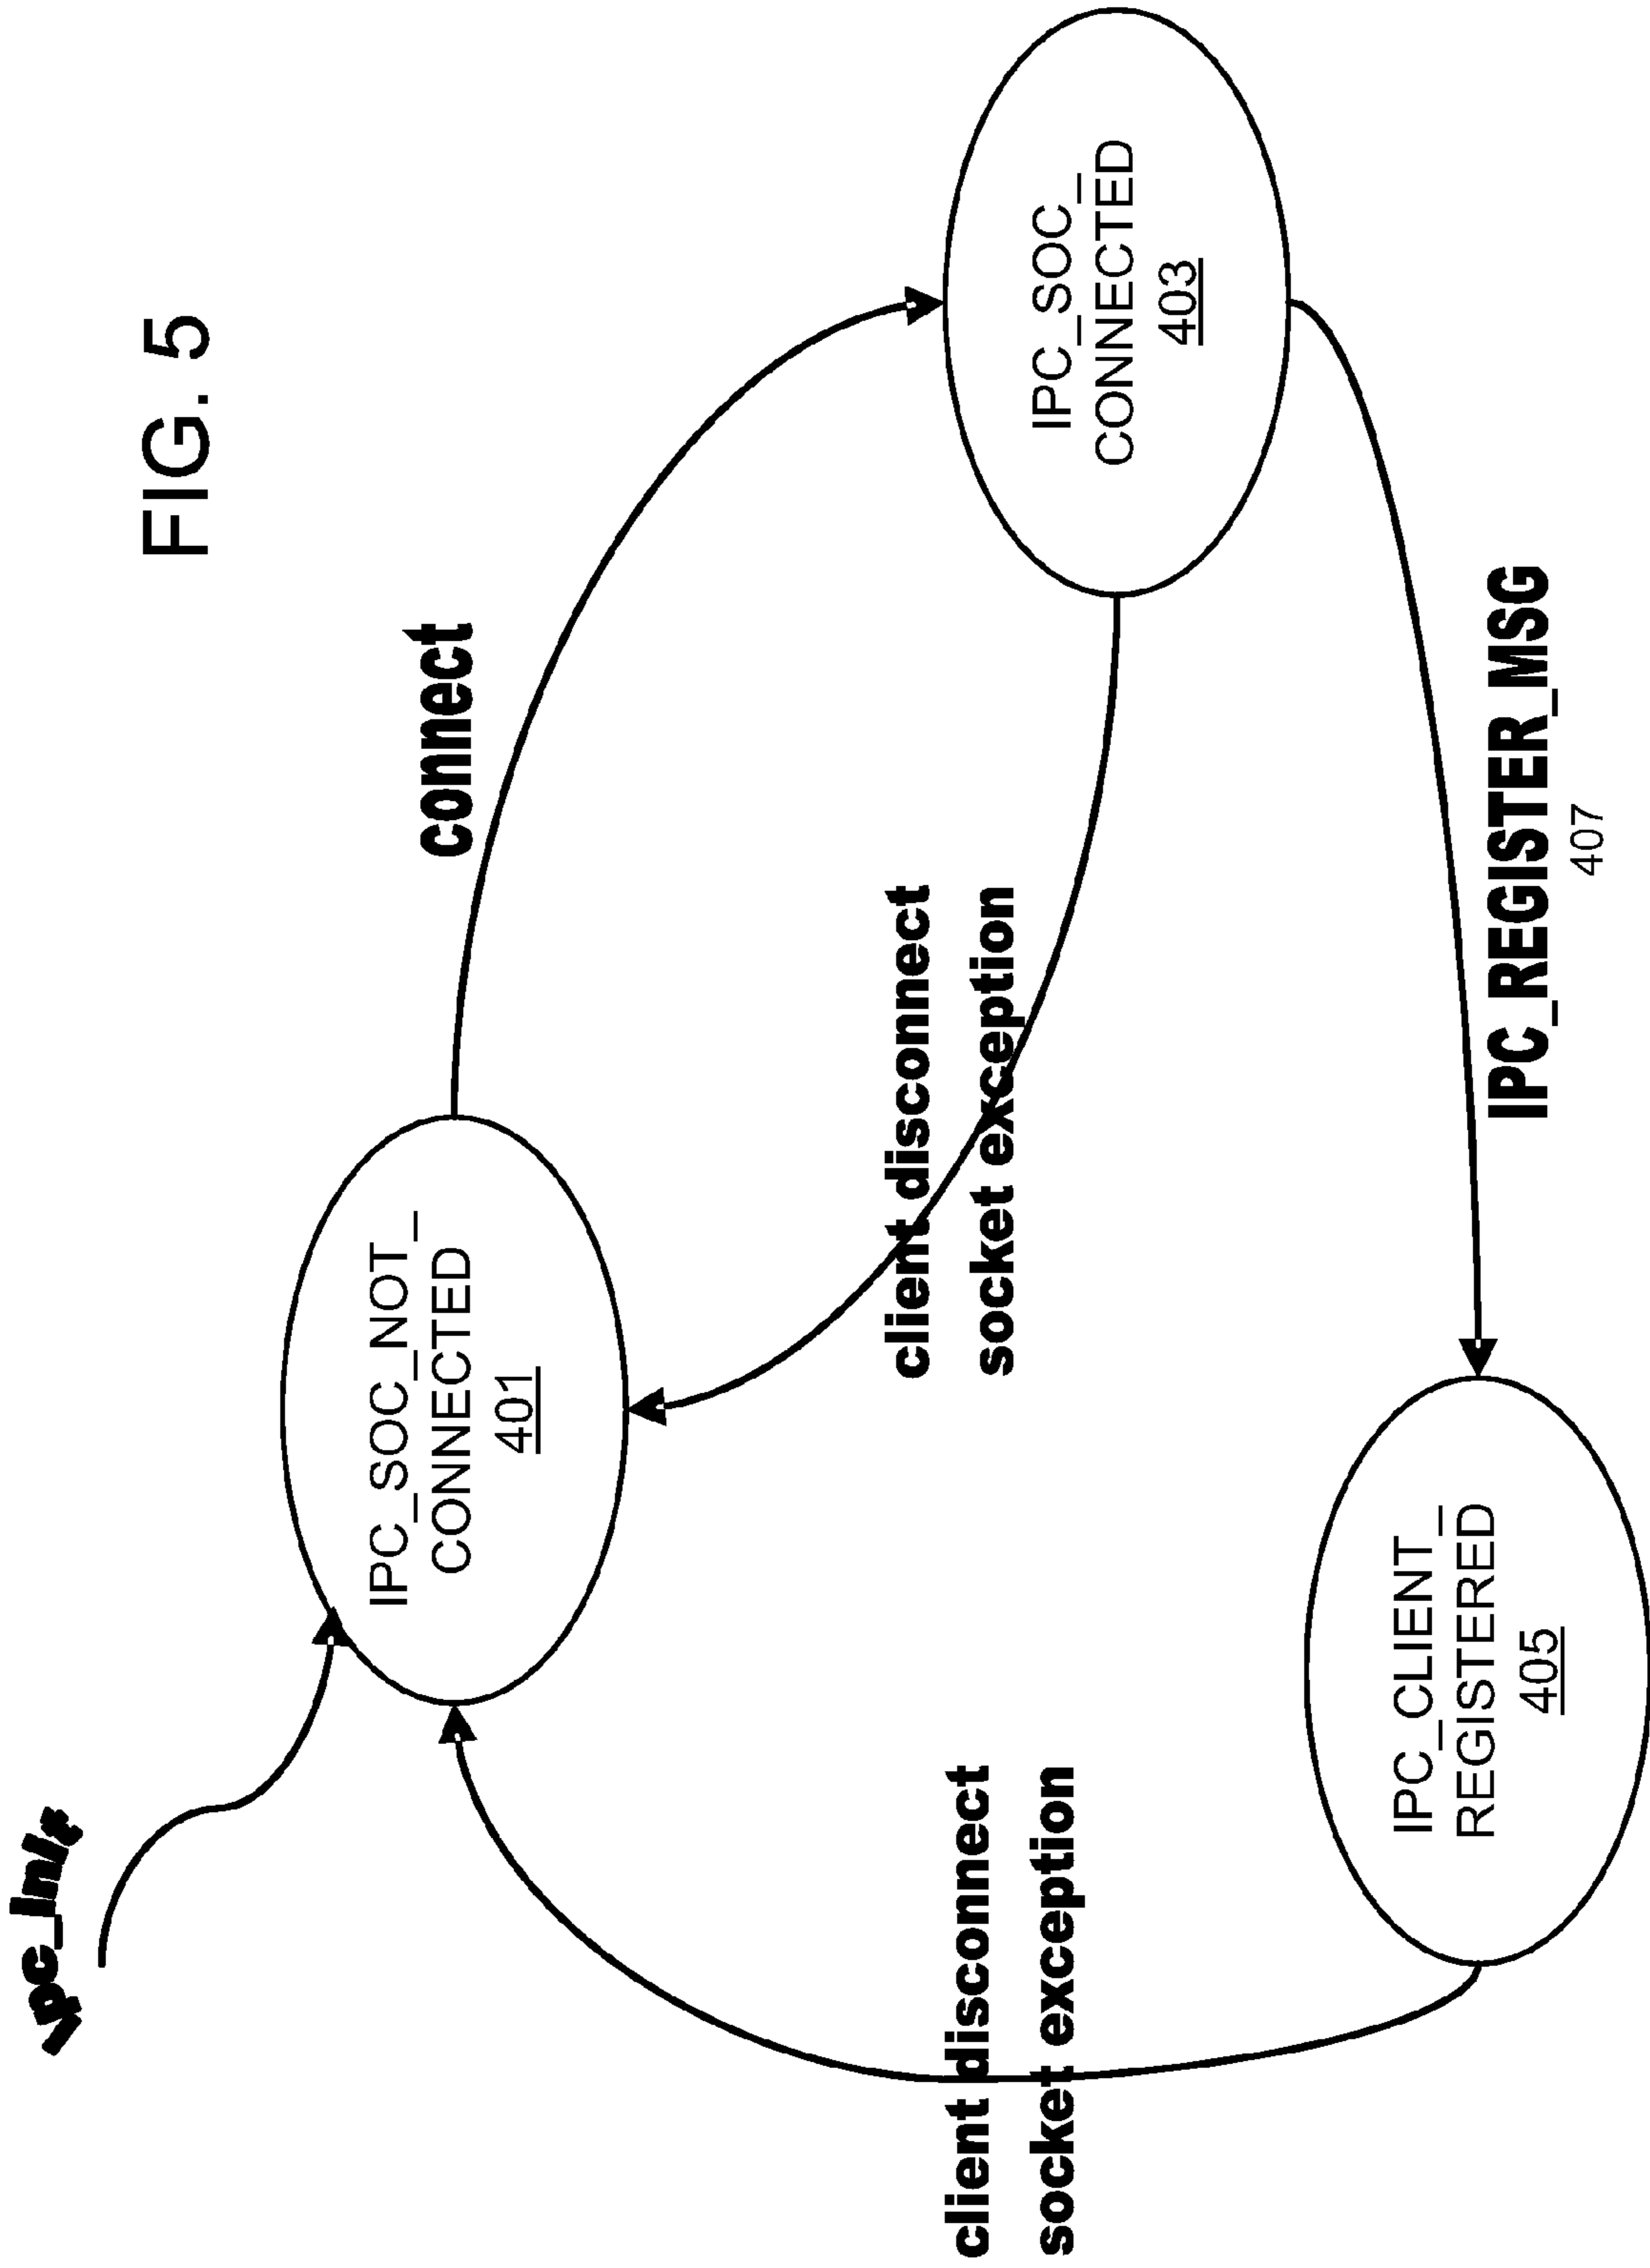 FIG. 5
ipc_init
IPC_SOC_NOT_
CONNECTED
401
connect
client disconnect
socket exception
IPC_SOC_
CONNECTED
403
client disconnect
socket exception
IPC_CLIENT_
REGISTERED
405
IPC_REGISTER_MSG
407